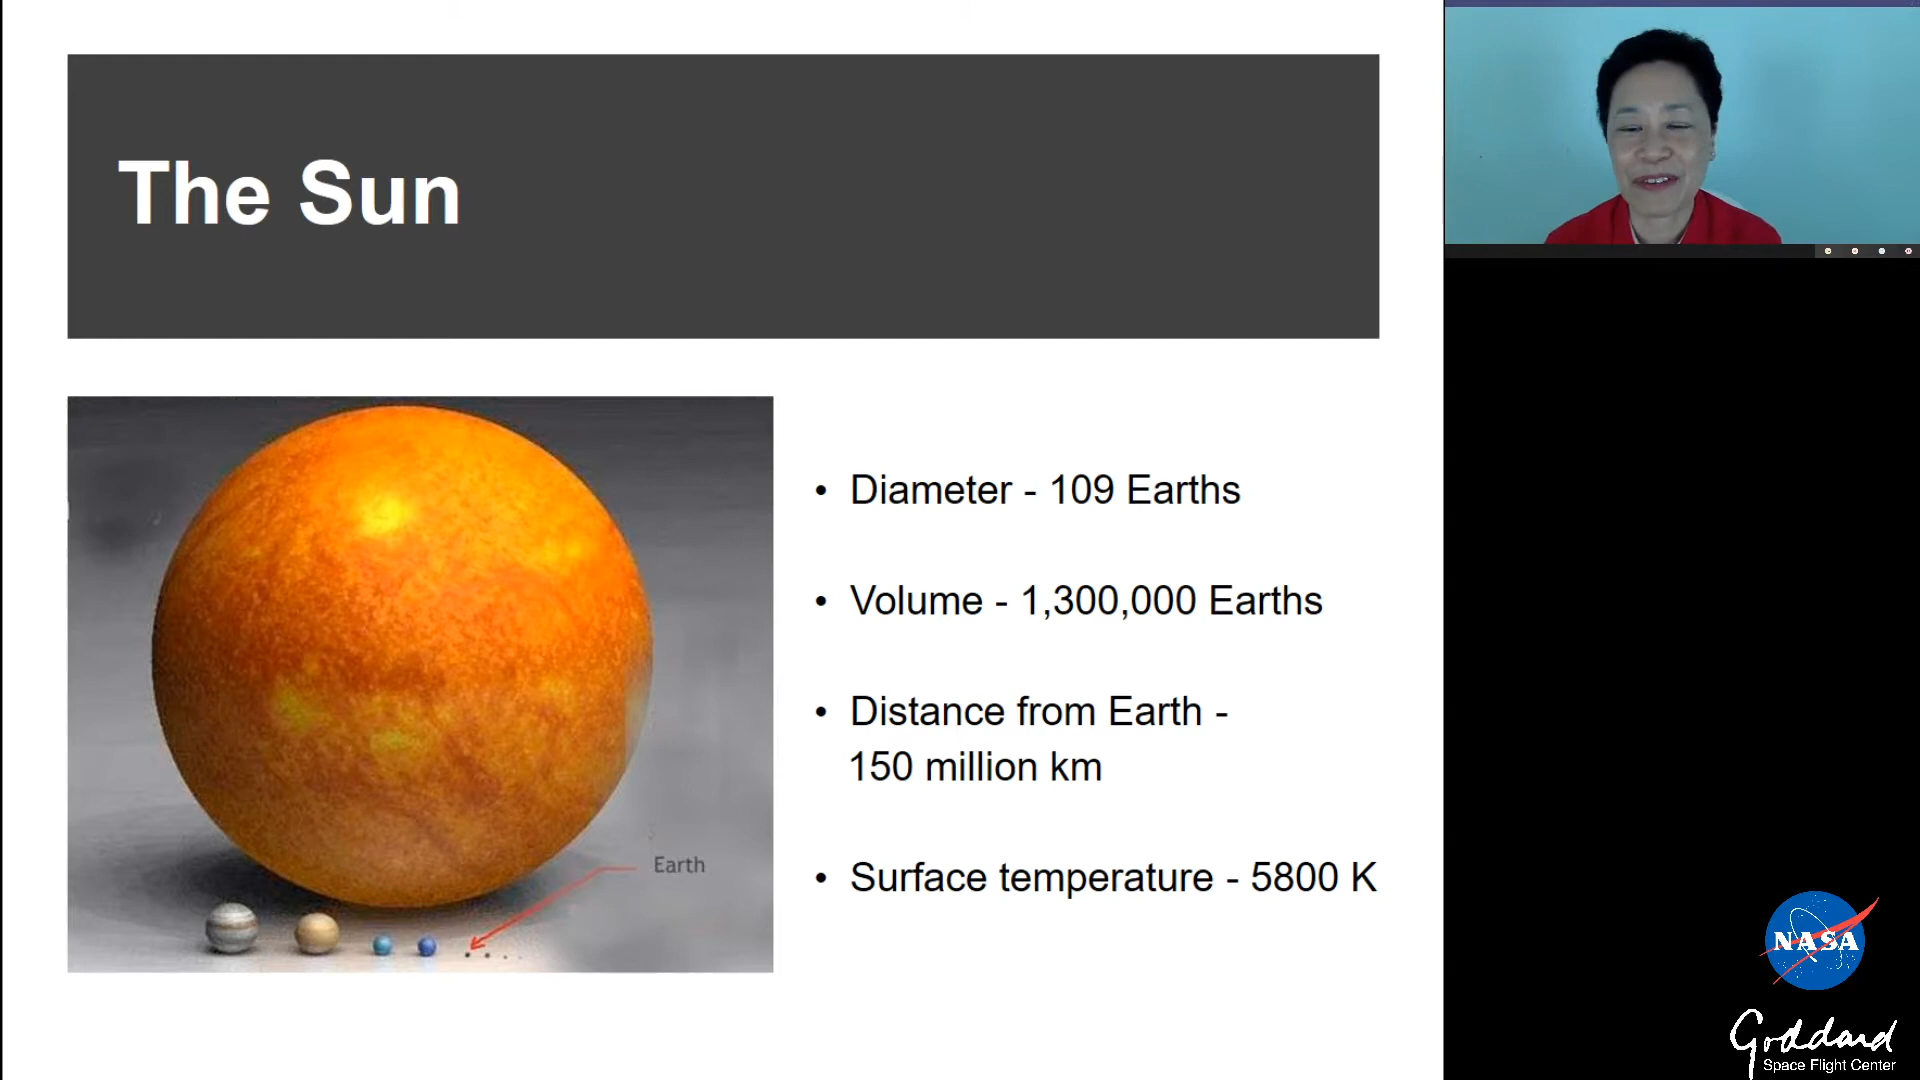 The Sun
• Diameter - 109 Earths
• Volume - 1,300,000 Earths
• Distance from Earth -
150 million km
• Surface temperature - 5800 K
Earth
NASA
Goddard
Space Flight Center